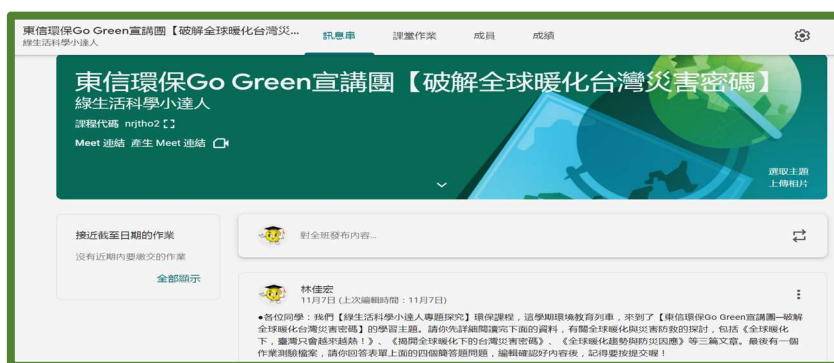 東信環保Go Green宣講團【破解全球暖化台灣災...
綠生活科學小達人
訊息串
課堂作業
成員
成績
東信環保Go Green宣講團【破解全球暖化台灣災害密碼】
綠生活科學小達人
課程代碼 nrjtho2
Meet 連結 產生 Meet 連結
選取主題
上傳相片
接近截至日期的作業
沒有近期內要繳交的作業
全部顯示
對全班發布內容...
林佳宏
11月7日 (上次編輯時間：11月7日)
●各位同學：我們【綠生活科學小達人專題探究】環保課程，這學期環境教育列車，來到了【東信環保Go Green宣講團─破解
全球暖化台灣災害密碼】的學習主題。請你先詳細閱讀完下面的資料，有關全球暖化與災害防救的探討，包括《全球暖化
下，臺灣只會越來越熱！》、《揭開全球暖化下的台灣災害密碼》、《全球暖化趨勢與防災因應》等三篇文章。最後有一個
作業測驗檔案，請你回答表單上面的四個簡答題問題，編輯確認好內容後，記得要按提交喔！